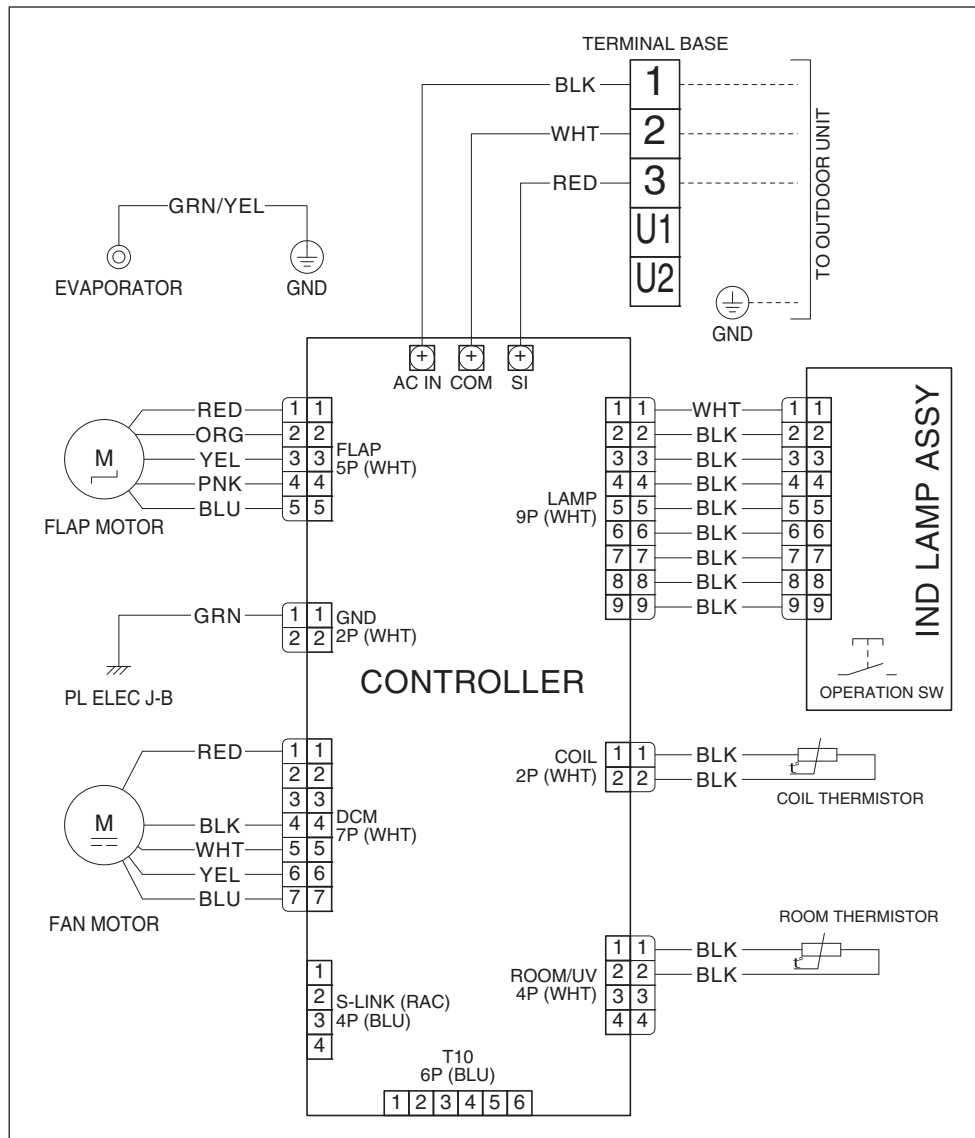 TERMINAL BASE
BLK 1
WHT 2
RED 3
U1
U2
TO OUTDOOR UNIT
GND
GRN/YEL
EVAPORATOR
GND
AC IN COM SI
RED 1 1
ORG 2 2
YEL 3 3
PNK 4 4
BLU 5 5
M
FLAP MOTOR
FLAP
5P (WHT)
1 1 WHT 1 1
2 2 BLK 2 2
3 3 BLK 3 3
4 4 BLK 4 4
5 5 BLK 5 5
6 6 BLK 6 6
7 7 BLK 7 7
8 8 BLK 8 8
9 9 BLK 9 9
LAMP
9P (WHT)
IND LAMP ASSY
OPERATION SW
GRN 1 1
2 2
GND
2P (WHT)
PL ELEC J-B
CONTROLLER
RED 1 1
2 2
3 3
BLK 4 4
WHT 5 5
YEL 6 6
BLU 7 7
M
FAN MOTOR
DCM
7P (WHT)
COIL
2P (WHT)
1 1 BLK
2 2 BLK
t°
COIL THERMISTOR
ROOM THERMISTOR
ROOM/UV
4P (WHT)
1 1 BLK
2 2 BLK
3 3
4 4
t°
1
2
3
4
S-LINK (RAC)
4P (BLU)
T10
6P (BLU)
1 2 3 4 5 6